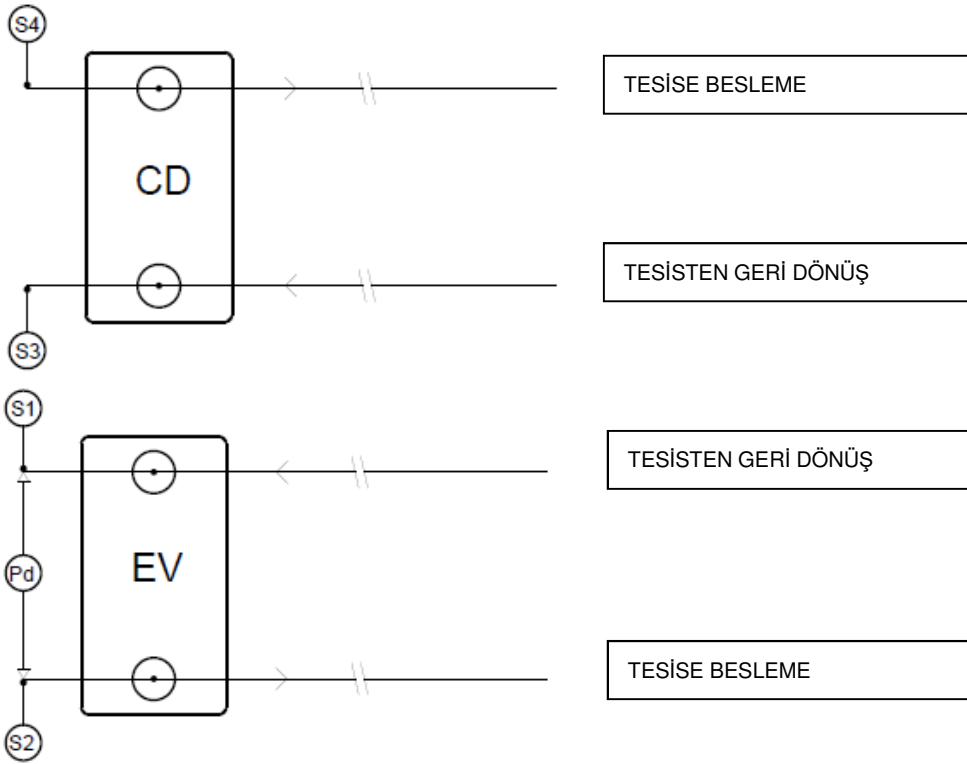 S4
TESİSE BESLEME
CD
TESİSTEN GERİ DÖNÜŞ
S3
S1
TESİSTEN GERİ DÖNÜŞ
Pd
EV
TESİSE BESLEME
S2